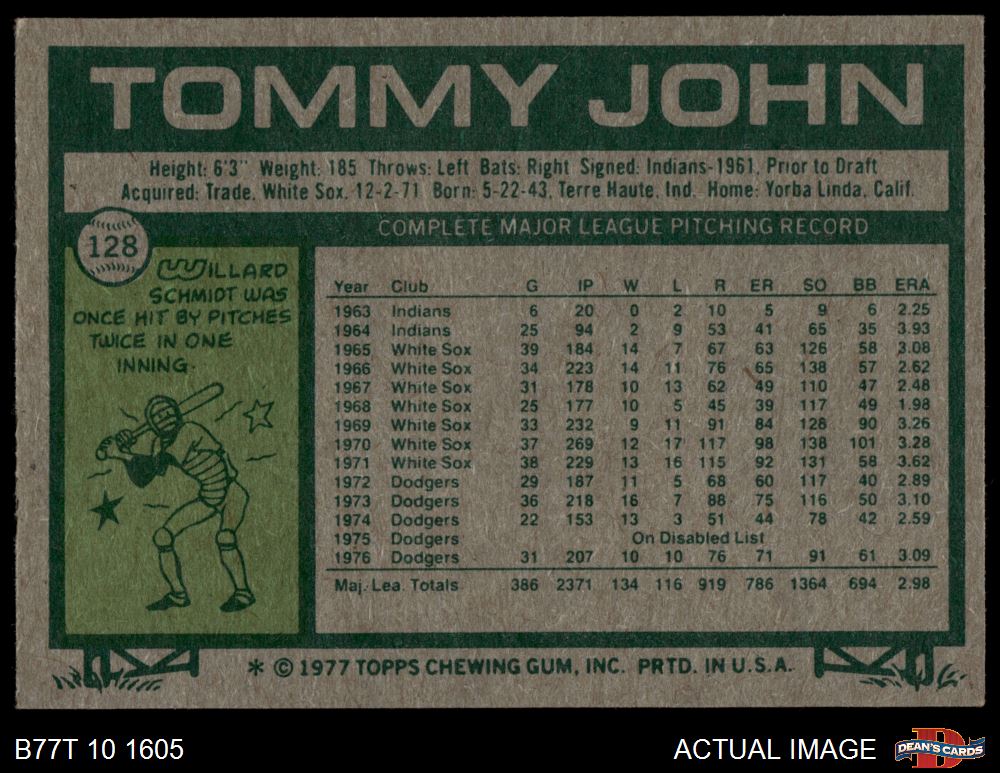 TOMMY JOHN
Height: 6'3" Weight: 185 Throws: Left Bats: Right Signed: Indians-1961, Prior to Draft
Acquired: Trade, White Sox, 12-2-71 Born: 5-22-43, Terre Haute, Ind. Home: Yorba Linda, Calif.
128
WILLARD
SCHMIDT WAS
ONCE HIT BY PITCHES
TWICE IN ONE
INNING.
COMPLETE MAJOR LEAGUE PITCHING RECORD
Year Club G IP W L R ER SO BB ERA
1963 Indians 6 20 0 2 10 5 9 6 2.25
1964 Indians 25 94 2 9 53 41 65 35 3.93
1965 White Sox 39 184 14 7 67 63 126 58 3.08
1966 White Sox 34 223 14 11 76 65 138 57 2.62
1967 White Sox 31 178 10 13 62 49 110 47 2.48
1968 White Sox 25 177 10 5 45 39 117 49 1.98
1969 White Sox 33 232 9 11 91 84 128 90 3.26
1970 White Sox 37 269 12 17 117 98 138 101 3.28
1971 White Sox 38 229 13 16 115 92 131 58 3.62
1972 Dodgers 29 187 11 5 68 60 117 40 2.89
1973 Dodgers 36 218 16 7 88 75 116 50 3.10
1974 Dodgers 22 153 13 3 51 44 78 42 2.59
1975 Dodgers On Disabled List
1976 Dodgers 31 207 10 10 76 71 91 61 3.09
Maj. Lea. Totals 386 2371 134 116 919 786 1364 694 2.98
* © 1977 TOPPS CHEWING GUM, INC. PRTD. IN U.S.A.
B77T 10 1605
ACTUAL IMAGE
D
DEAN'S CARDS